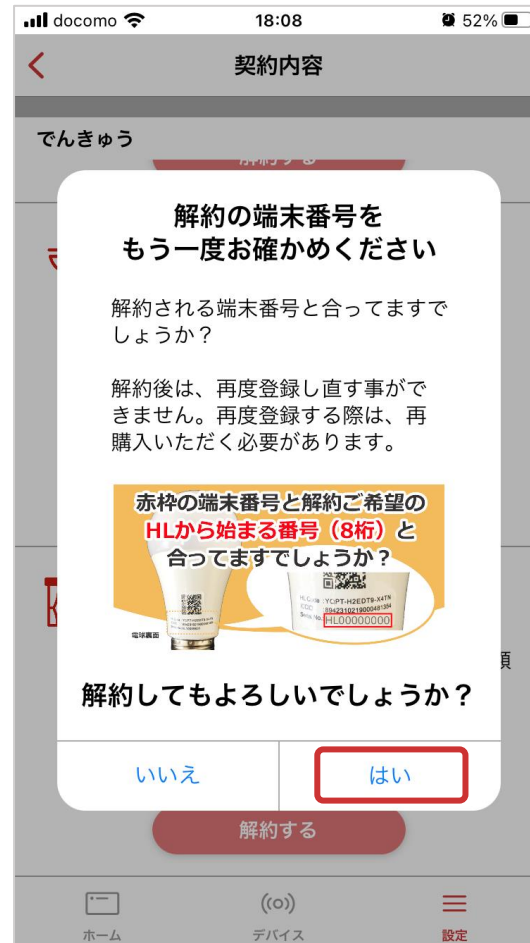 docomo 18:08 52%
契約内容
でんきゅう
解約する
解約の端末番号を
もう一度お確かめください
解約される端末番号と合ってますで
しょうか？
解約後は、再度登録し直す事がで
きません。再度登録する際は、再
購入いただく必要があります。
赤枠の端末番号と解約ご希望の
HLから始まる番号（8桁）と
合ってますでしょうか？
電球裏面
HL00000000
解約してもよろしいでしょうか？
いいえ はい
解約する
ホーム デバイス 設定